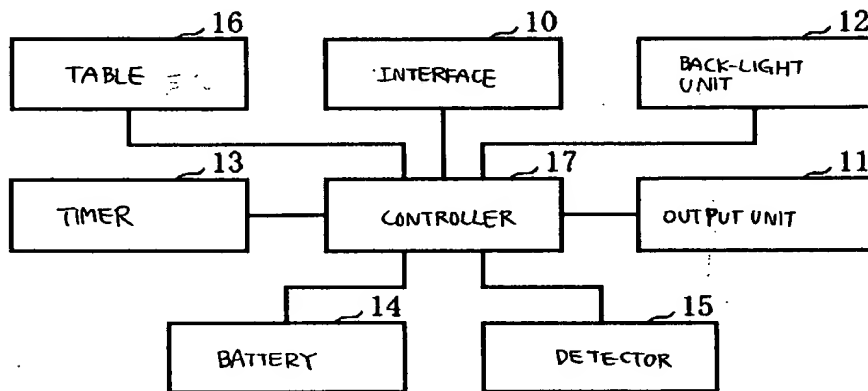 16
10
12
TABLE
INTERFACE
BACK-LIGHT
UNIT
13
17
11
TIMER
CONTROLLER
OUTPUT UNIT
14
15
BATTERY
DETECTOR